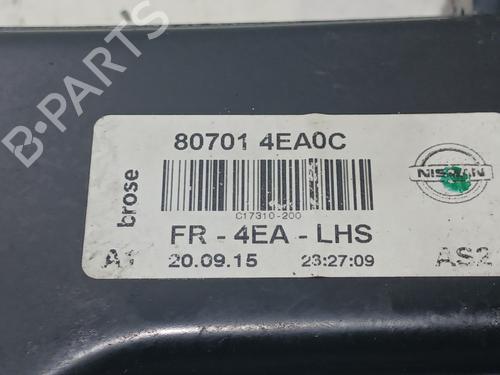 80701 4EA0C
NISSAN
brose
C17310-200
FR - 4EA - LHS
A1 20.09.15 23:27:09 AS2
B-PARTS